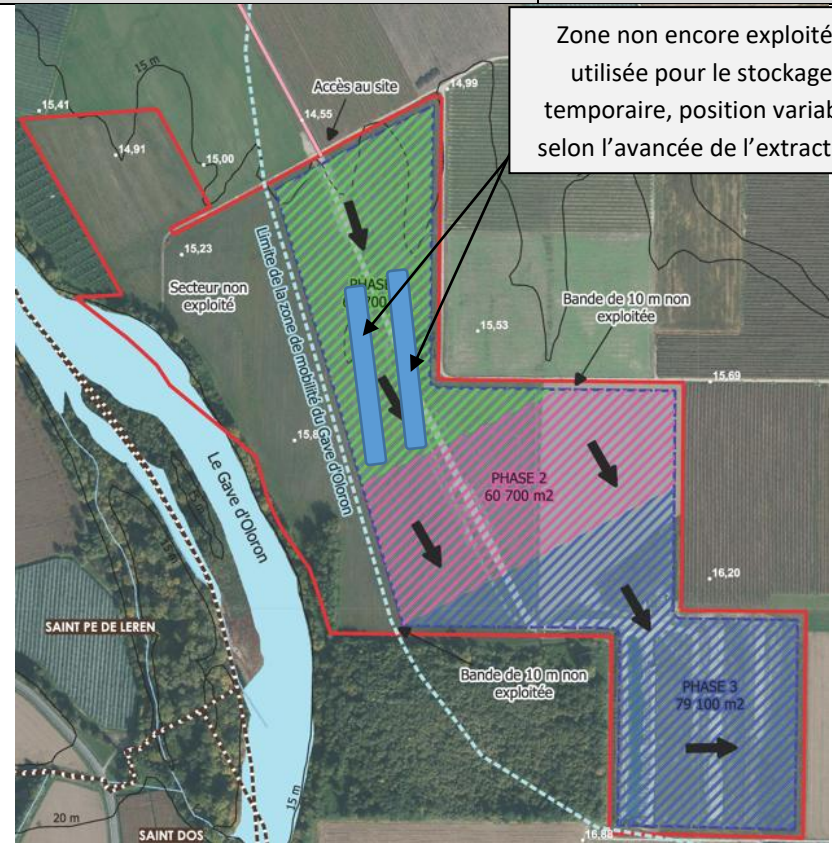 Zone non encore exploité
utilisée pour le stockage
temporaire, position variab
selon l'avancée de l'extract
15 m
Accès au site
14,99
15,41
14,55
14,91
15,00
15,23
Secteur non
exploité
Limite de la zone de mobilité du Gave d'Oloron
PHASE
700
15,53
Bande de 10 m non
exploitée
15,69
15,8
Le Gave d'Oloron
PHASE 2
60 700 m2
16,20
15 m
SAINT PE DE LEREN
Bande de 10 m non
exploitée
PHASE 3
79 100 m2
15 m
20 m
SAINT DOS
16,88